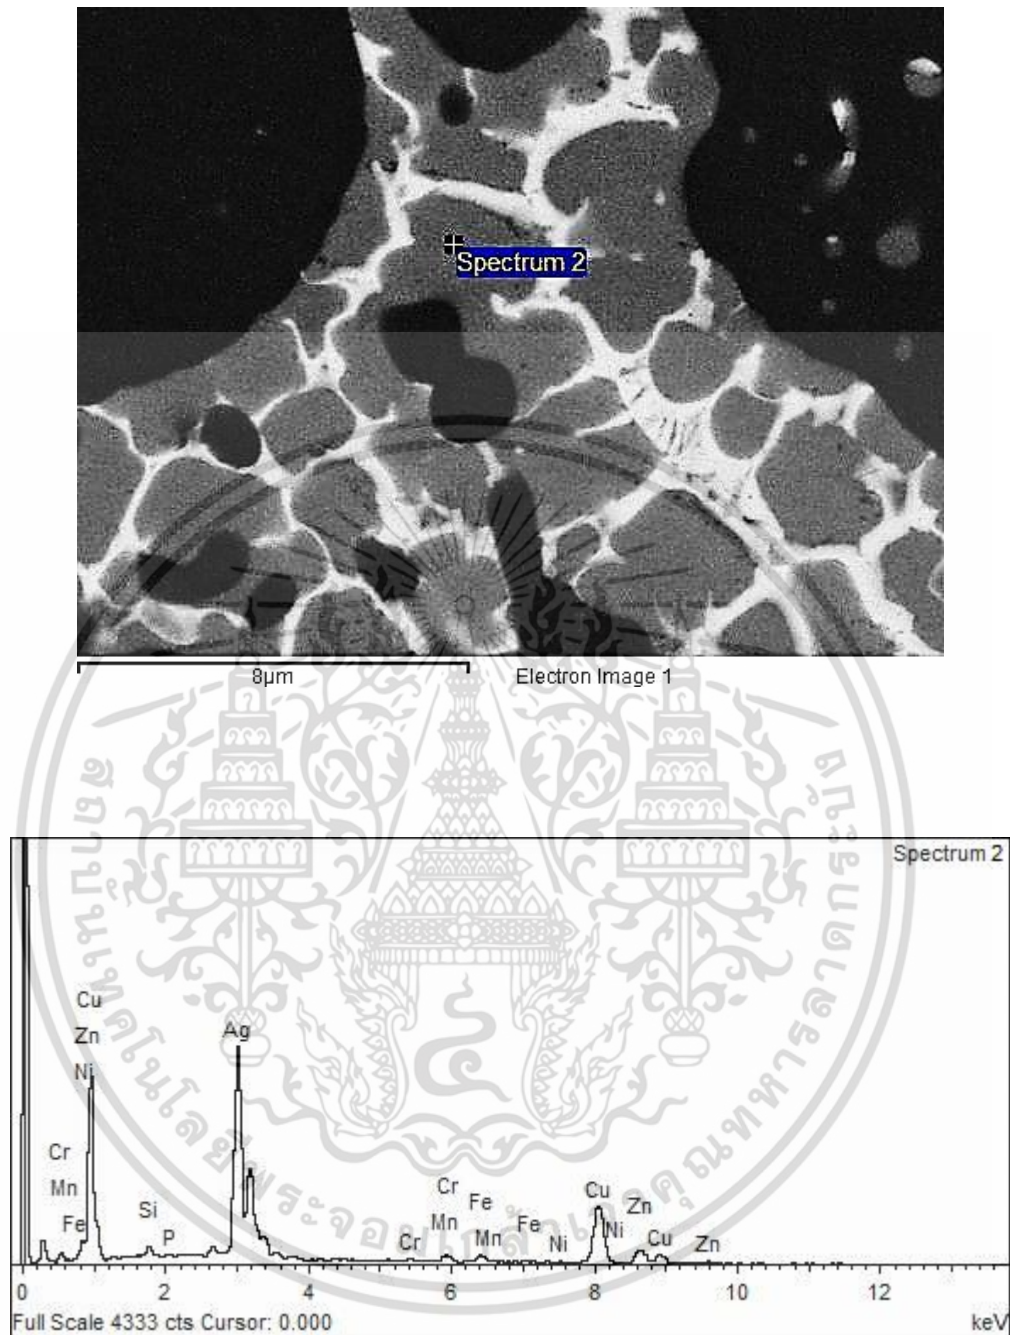 Spectrum 2
8µm
Electron Image 1
Spectrum 2
Cu
Zn
Ni
Ag
Cr
Mn
Fe
Si
P
Cr
Cr
Mn
Fe
Mn
Fe
Ni
Cu
Ni
Zn
Cu
Zn
0 2 4 6 8 10 12
Full Scale 4333 cts Cursor: 0.000 keV